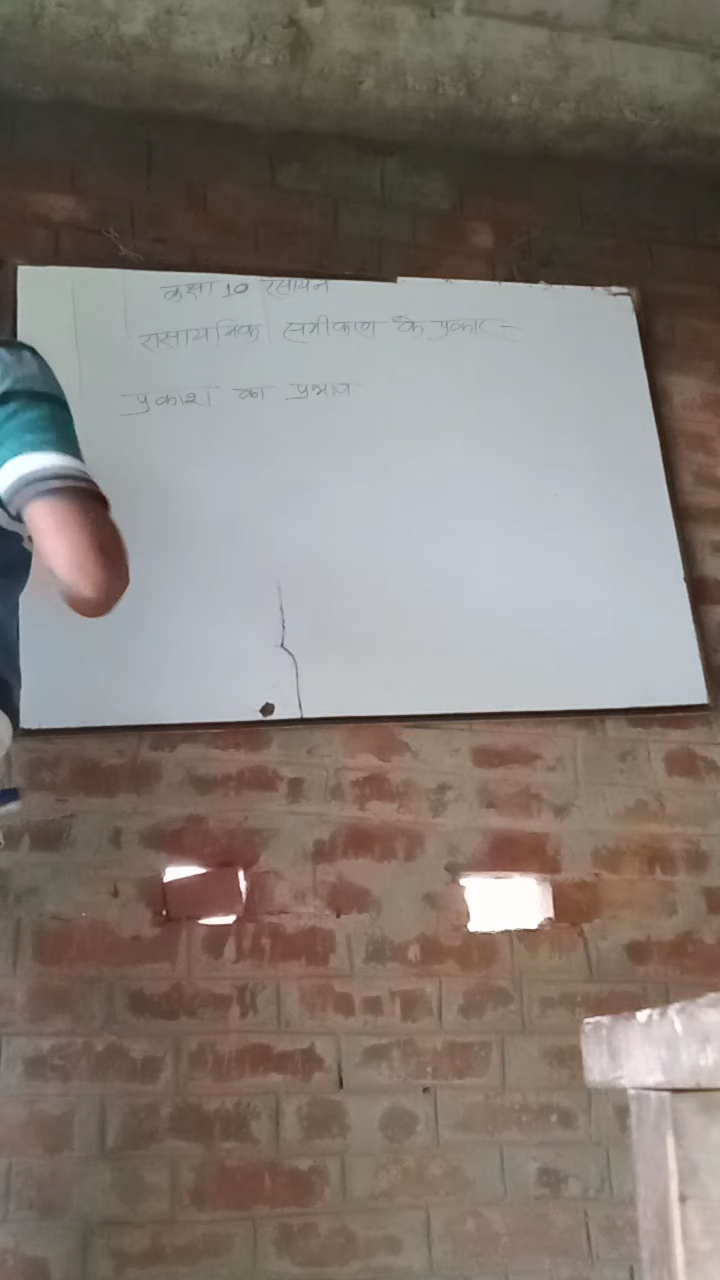 कक्षा 10 रसायन
रासायनिक समीकरण के प्रकार -
प्रकाश का प्रभाव